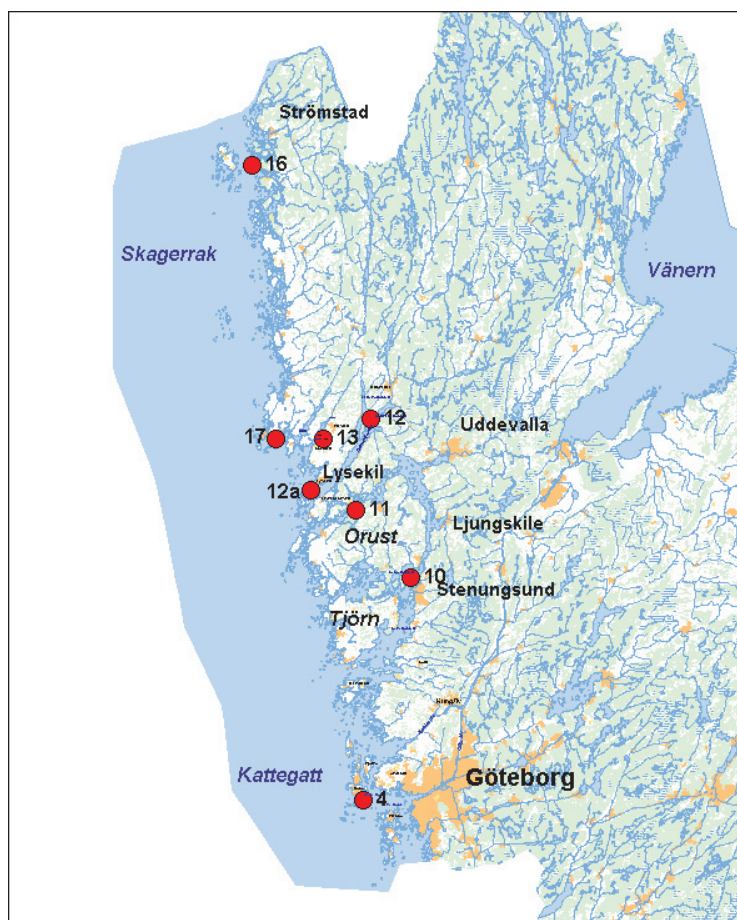 Strömstad
16
Skagerrak
Vänern
12
Uddevalla
17
13
Lysekil
12a
11
Ljungskile
Orust
10
Stenungsund
Tjörn
Kattegatt
Göteborg
4